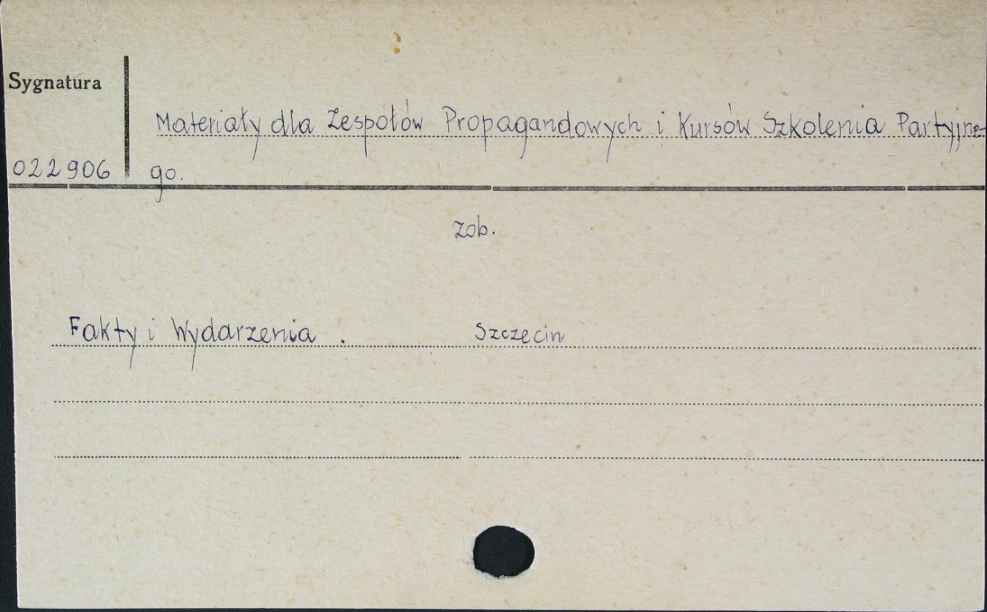 Sygnatura
Materiały dla Zespołów Propagandowych i Kursów Szkolenia Partyjne-
022906 go.
zob.
Fakty i Wydarzenia . Szczecin